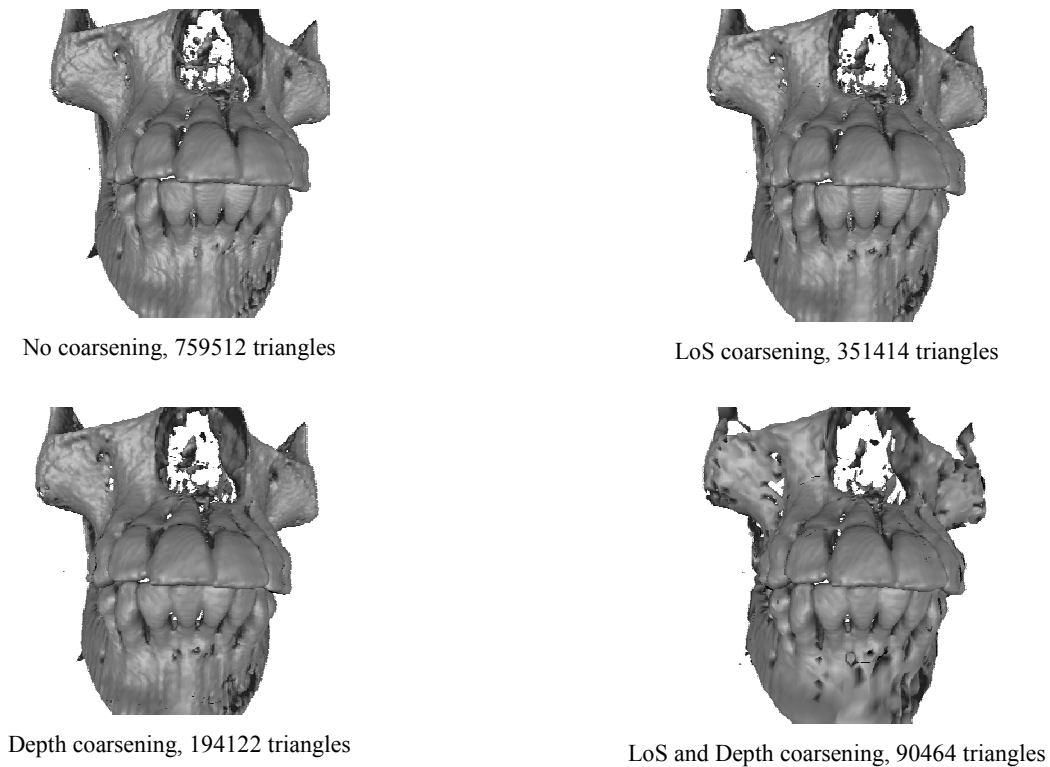 No coarsening, 759512 triangles
LoS coarsening, 351414 triangles
Depth coarsening, 194122 triangles
LoS and Depth coarsening, 90464 triangles